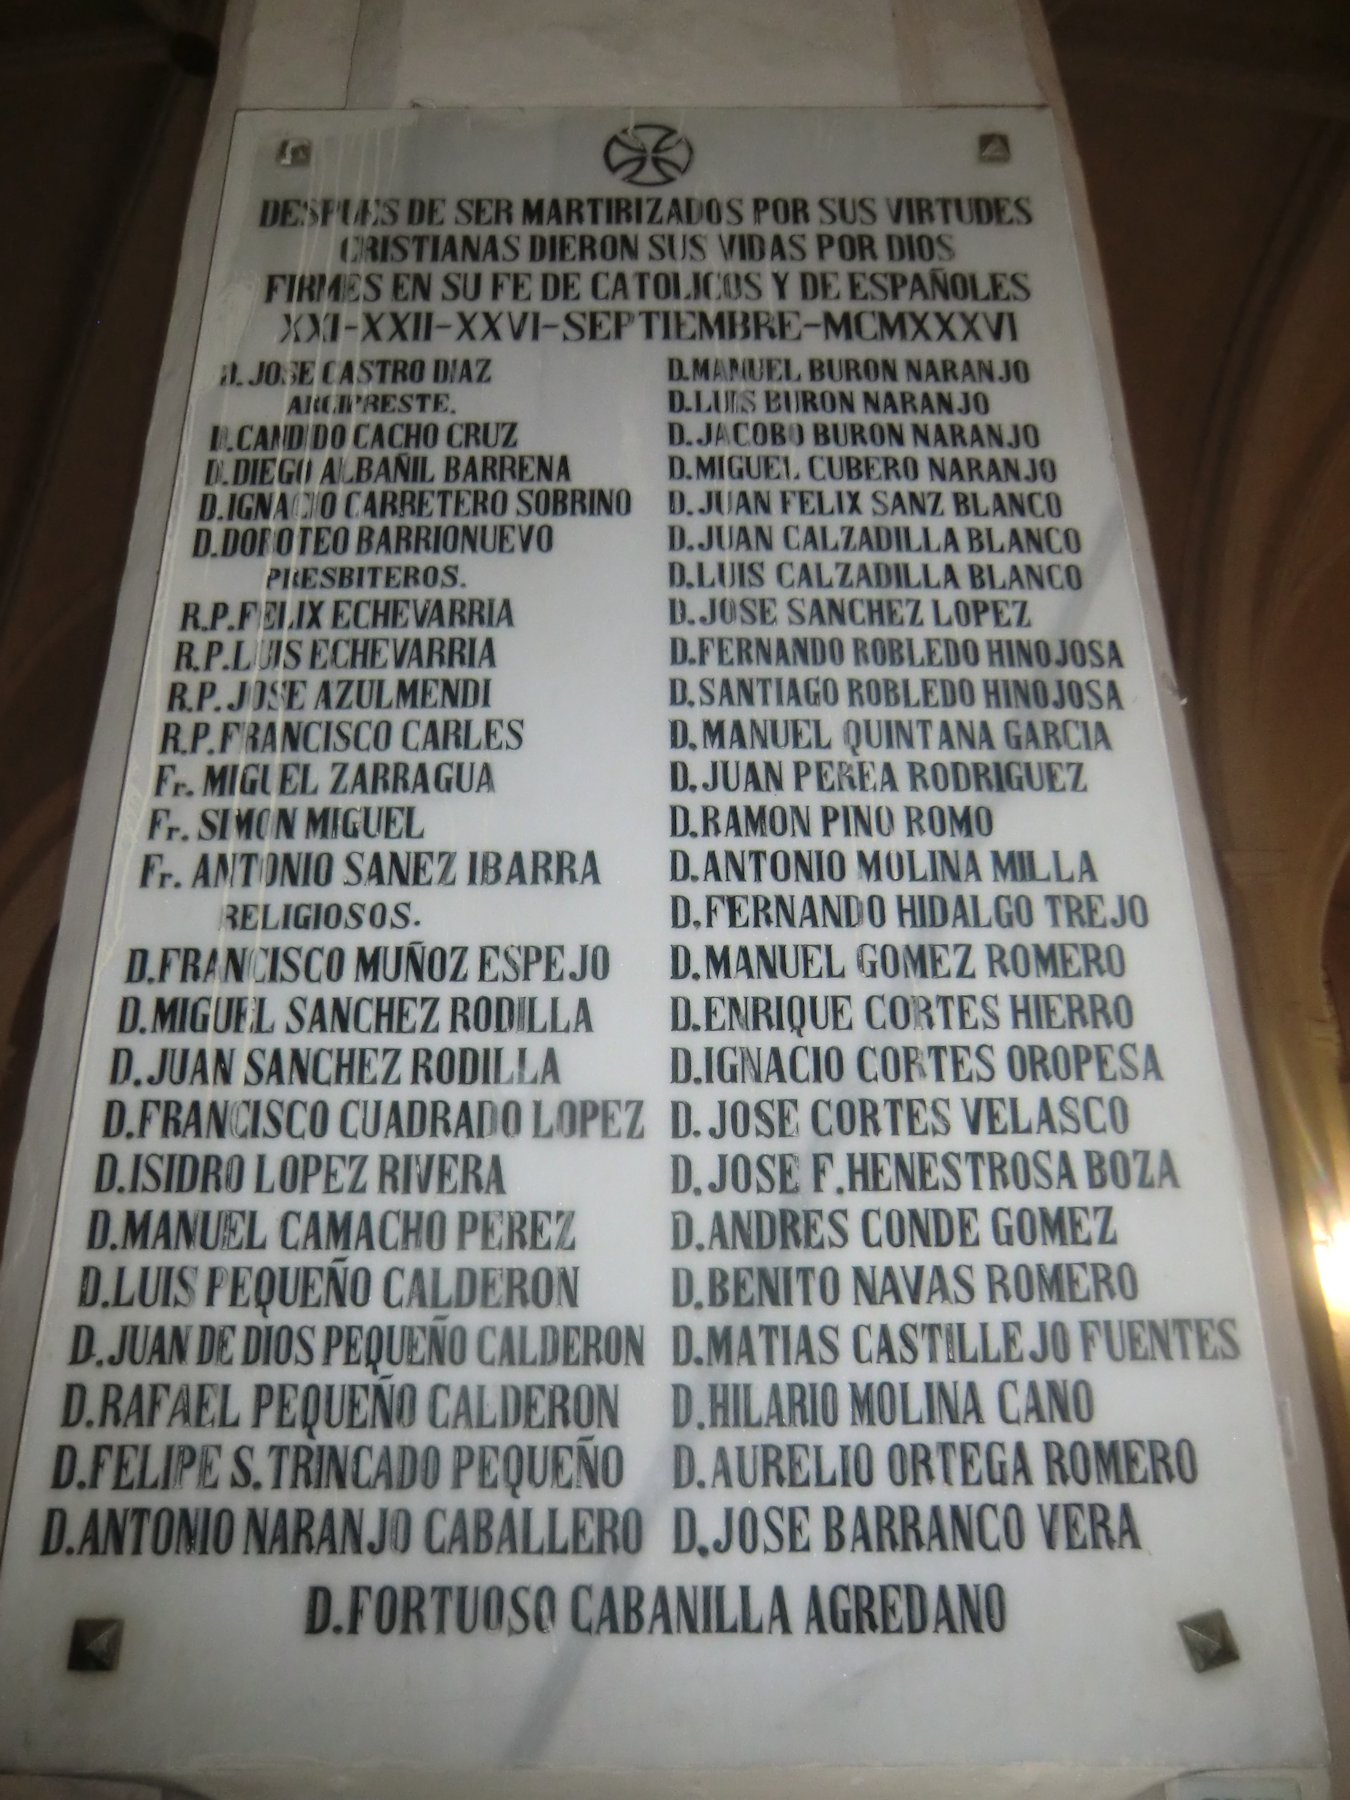 DESPUES DE SER MARTIRIZADOS POR SUS VIRTUDES
CRISTIANAS DIERON SUS VIDAS POR DIOS
FIRMES EN SU FE DE CATOLICOS Y DE ESPAÑOLES
XXI-XXII-XXVI-SEPTIEMBRE-MCMXXXVI
D. JOSE CASTRO DIAZ
ARCIPRESTE.
D.CANDIDO CACHO CRUZ
D.DIEGO ALBAÑIL BARRENA
D.IGNACIO CARRETERO SOBRINO
D.DOROTEO BARRIONUEVO
PRESBITEROS.
R.P.FELIX ECHEVARRIA
R.P.LUIS ECHEVARRIA
R.P.JOSE AZULMENDI
R.P.FRANCISCO CARLES
Fr. MIGUEL ZARRAGUA
Fr. SIMON MIGUEL
Fr. ANTONIO SANEZ IBARRA
RELIGIOSOS.
D.FRANCISCO MUÑOZ ESPEJO
D.MIGUEL SANCHEZ RODILLA
D.JUAN SANCHEZ RODILLA
D.FRANCISCO CUADRADO LOPEZ
D.ISIDRO LOPEZ RIVERA
D.MANUEL CAMACHO PEREZ
D.LUIS PEQUEÑO CALDERON
D.JUAN DE DIOS PEQUEÑO CALDERON
D.RAFAEL PEQUEÑO CALDERON
D.FELIPE S.TRINCADO PEQUEÑO
D.ANTONIO NARANJO CABALLERO
D.MANUEL BURON NARANJO
D.LUIS BURON NARANJO
D.JACOBO BURON NARANJO
D.MIGUEL CUBERO NARANJO
D.JUAN FELIX SANZ BLANCO
D.JUAN CALZADILLA BLANCO
D.LUIS CALZADILLA BLANCO
D.JOSE SANCHEZ LOPEZ
D.FERNANDO ROBLEDO HINOJOSA
D.SANTIAGO ROBLEDO HINOJOSA
D.MANUEL QUINTANA GARCIA
D.JUAN PEREA RODRIGUEZ
D.RAMON PINO ROMO
D.ANTONIO MOLINA MILLA
D.FERNANDO HIDALGO TREJO
D.MANUEL GOMEZ ROMERO
D.ENRIQUE CORTES HIERRO
D.IGNACIO CORTES OROPESA
D.JOSE CORTES VELASCO
D.JOSE F.HENESTROSA BOZA
D.ANDRES CONDE GOMEZ
D.BENITO NAVAS ROMERO
D.MATIAS CASTILLEJO FUENTES
D.HILARIO MOLINA CANO
D.AURELIO ORTEGA ROMERO
D.JOSE BARRANCO VERA
D.FORTUOSO CABANILLA AGREDANO